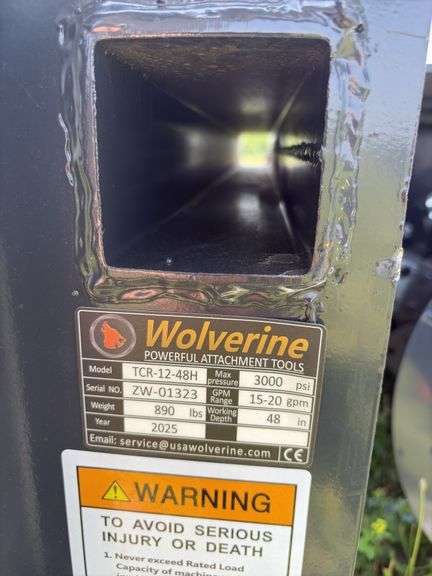 Wolverine
POWERFUL ATTACHMENT TOOLS
Model TCR-12-48H Max pressure 3000 psi
Serial NO. ZW-01323 GPM Range 15-20 gpm
Weight 890 lbs Working Depth 48 in
Year 2025
Email: service@usawolverine.com CE
WARNING
TO AVOID SERIOUS
INJURY OR DEATH
1. Never exceed Rated Load
Capacity of machine